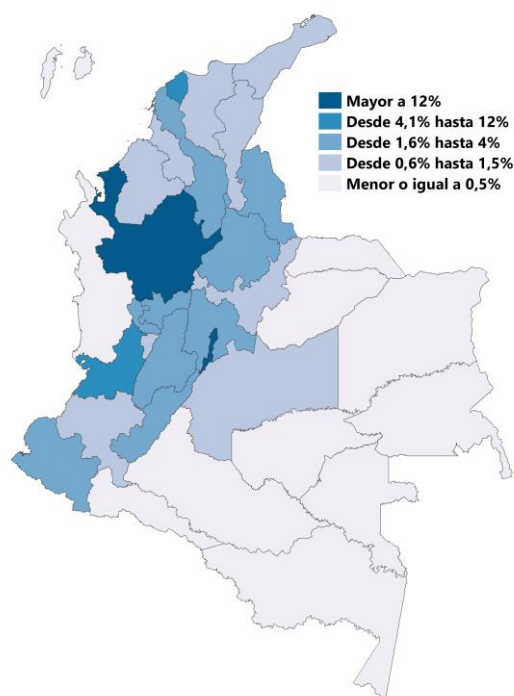 Mayor a 12%
Desde 4,1% hasta 12%
Desde 1,6% hasta 4%
Desde 0,6% hasta 1,5%
Menor o igual a 0,5%